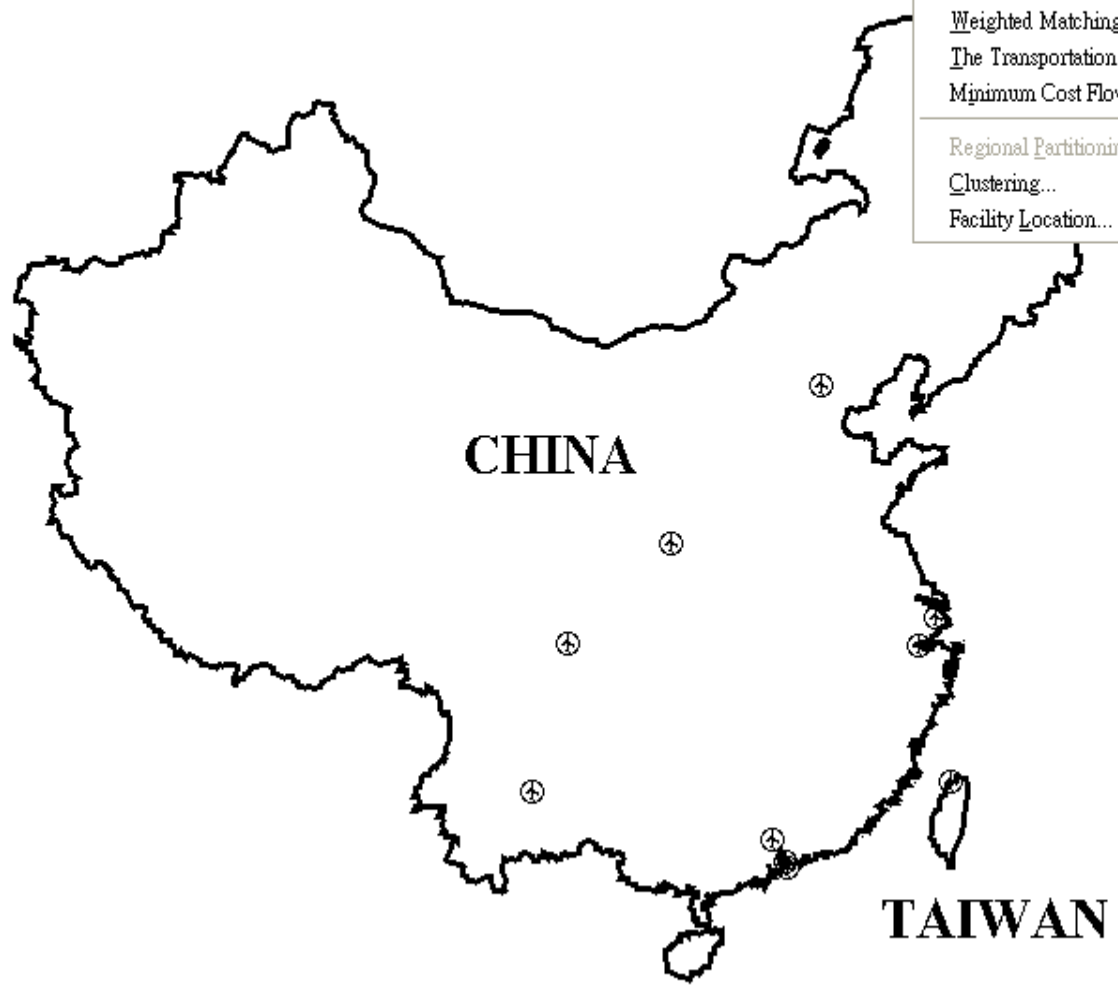 Weighted Matching
The Transportation
Minimum Cost Flow
Regional Partitioning
Clustering...
Facility Location...
CHINA
TAIWAN